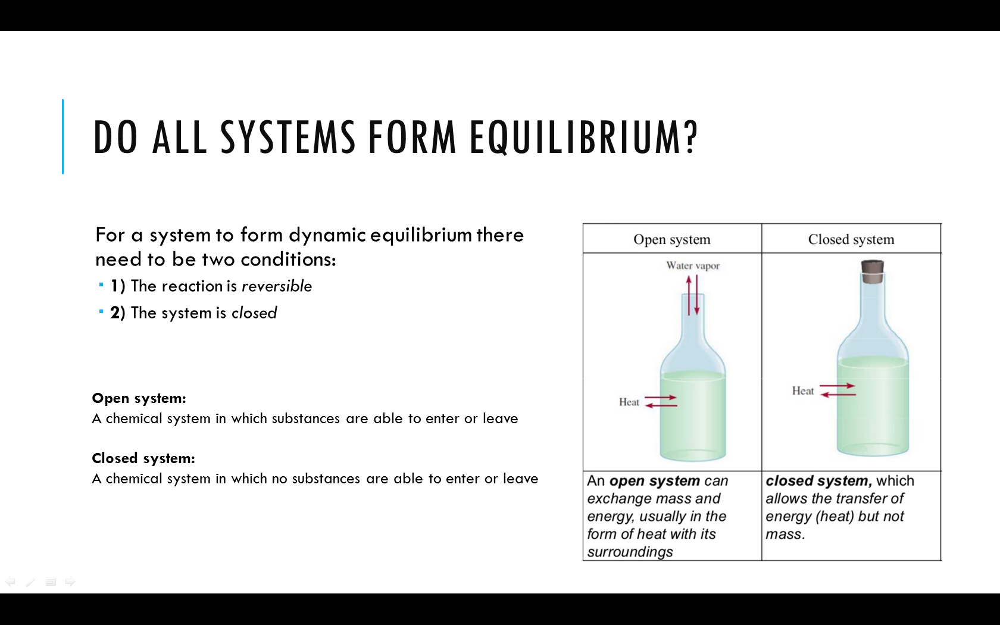 DO ALL SYSTEMS FORM EQUILIBRIUM?
For a system to form dynamic equilibrium there
need to be two conditions:
1) The reaction is reversible
2) The system is closed
Open system:
A chemical system in which substances are able to enter or leave
Closed system:
A chemical system in which no substances are able to enter or leave
Open system
Closed system
Water vapor
Heat
Heat
An open system can
exchange mass and
energy, usually in the
form of heat with its
surroundings
closed system, which
allows the transfer of
energy (heat) but not
mass.